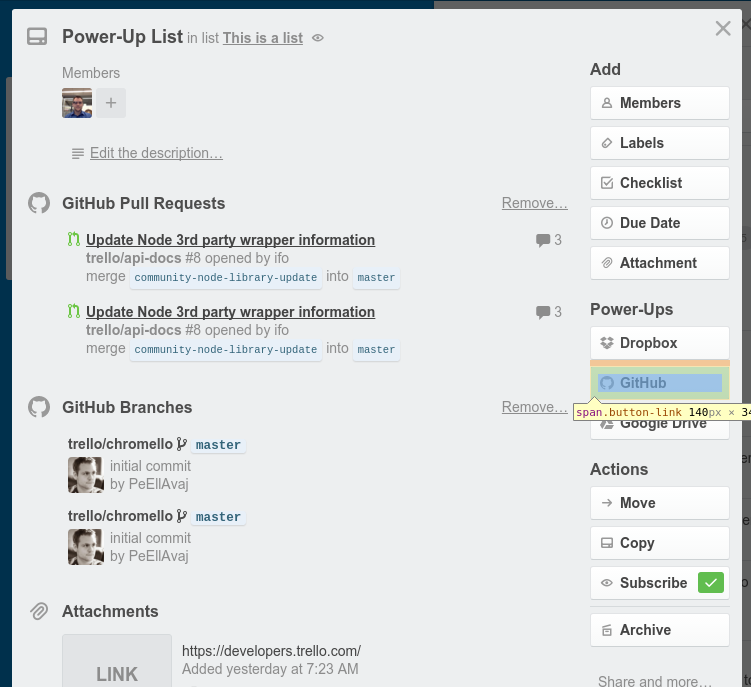 Power-Up List in list This is a list
Members
+
Edit the description…
GitHub Pull Requests Remove…
Update Node 3rd party wrapper information 3
trello/api-docs #8 opened by ifo
merge community-node-library-update into master
Update Node 3rd party wrapper information 3
trello/api-docs #8 opened by ifo
merge community-node-library-update into master
GitHub Branches Remove…
trello/chromello master
initial commit
by PeEllAvaj
trello/chromello master
initial commit
by PeEllAvaj
Attachments
LINK
https://developers.trello.com/
Added yesterday at 7:23 AM
Add
Members
Labels
Checklist
Due Date
Attachment
Power-Ups
Dropbox
GitHub
span.button-link 140px × 34
Google Drive
Actions
Move
Copy
Subscribe
Archive
Share and more…